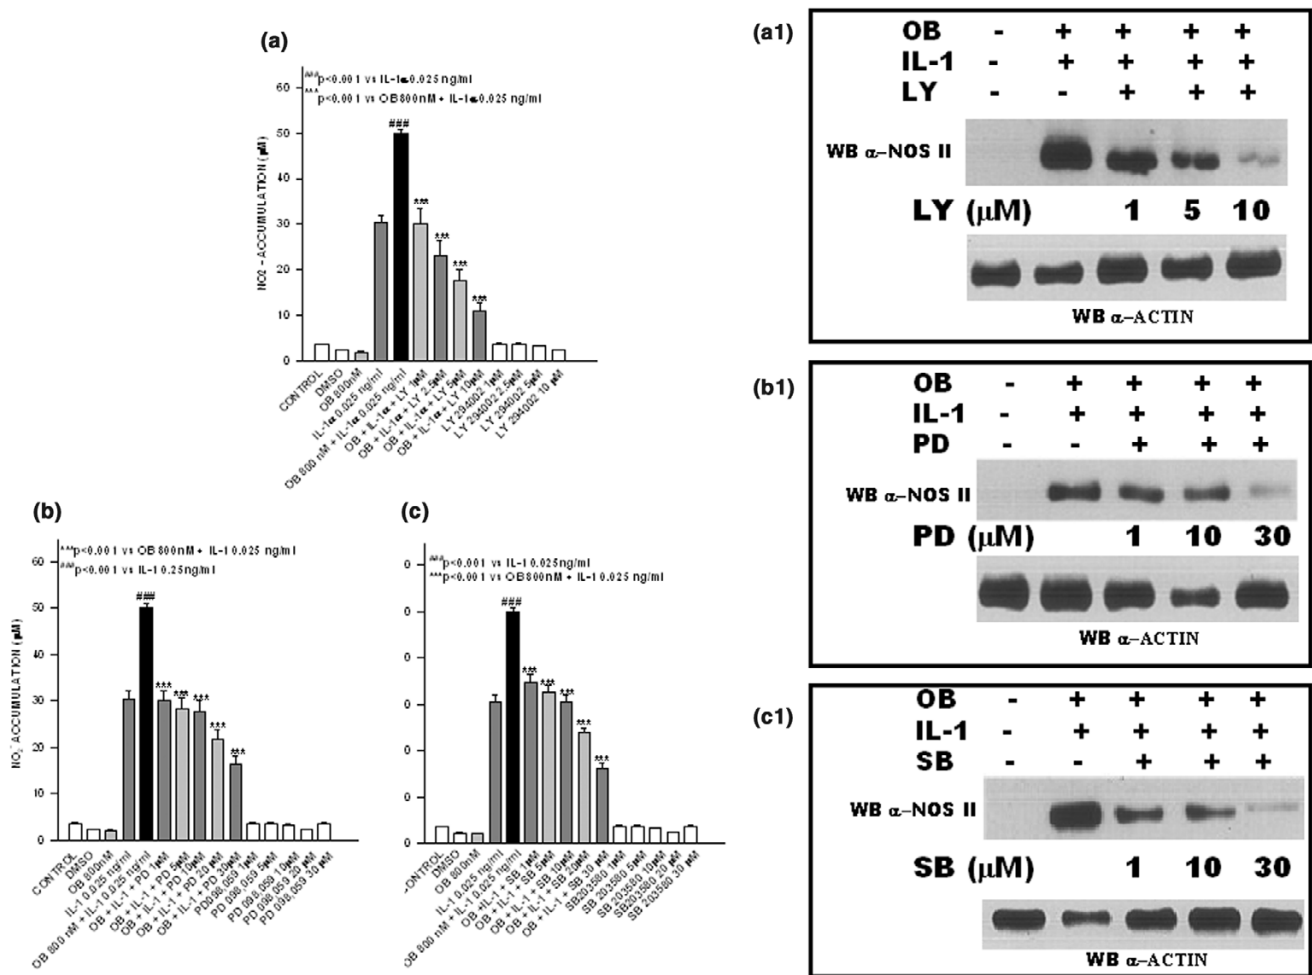 (a)
###p<0.001 vs IL-1α0.025 ng/ml
***p<0.001 vs OB 800nM + IL-1α0.025 ng/ml
NO2 – ACCUMULATION (µM)
60
50
40
30
20
10
0
###
***
***
***
***
CONTROL
DMSO
OB 800nM
IL-1α 0.025 ng/ml
OB 800 nM + IL-1α 0.025 ng/ml
OB + IL-1α + LY 1µM
OB + IL-1α + LY 2.5µM
OB + IL-1α + LY 5µM
OB + IL-1α + LY 10µM
LY 294002 1µM
LY 294002 2.5µM
LY 294002 5µM
LY 294002 10 µM
(b)
***p<0.001 vs OB 800nM + IL-1 0.025 ng/ml
###p<0.001 vs IL-1 0.25 ng/ml
NO2- ACCUMULATION (µM)
60
50
40
30
20
10
0
###
***
***
***
***
***
CONTROL
DMSO
OB 800nM
IL-1 0.025 ng/ml
OB 800 nM + IL-1 0.025 ng/ml
OB + IL-1 + PD 1µM
OB + IL-1 + PD 5µM
OB + IL-1 + PD 10µM
OB + IL-1 + PD 20 µM
OB + IL-1 + PD 30µM
PD098,059 1µM
PD 098,059 5µM
PD 098,059 10µM
PD 098,059 20 µM
PD 098,059 30 µM
(c)
###p<0.001 vs IL-1 0.025ng/ml
***p<0.001 vs OB 800nM + IL-1 0.025 ng/ml
0
0
0
0
0
0
0
###
***
***
***
***
***
CONTROL
DMSO
OB 800nM
IL-1 0.025 ng/ml
OB 800 nM + IL-1 0.025 ng/ml
OB + IL-1 + SB 1µM
OB + IL-1 + SB 5µM
OB + IL-1 + SB 10µM
OB + IL-1 + SB 20µM
OB + IL-1 + SB 30 µM
SB203580 1µM
SB 203580 5µM
SB 203580 10µM
SB203580 20 µM
SB 203580 30 µM
(a1)
OB - + + + +
IL-1 - + + + +
LY - - + + +
WB α–NOS II
LY (µM) 1 5 10
WB α–ACTIN
(b1)
OB - + + + +
IL-1 - + + + +
PD - - + + +
WB α–NOS II
PD (µM) 1 10 30
WB α–ACTIN
(c1)
OB - + + + +
IL-1 - + + + +
SB - - + + +
WB α–NOS II
SB (µM) 1 10 30
WB α–ACTIN